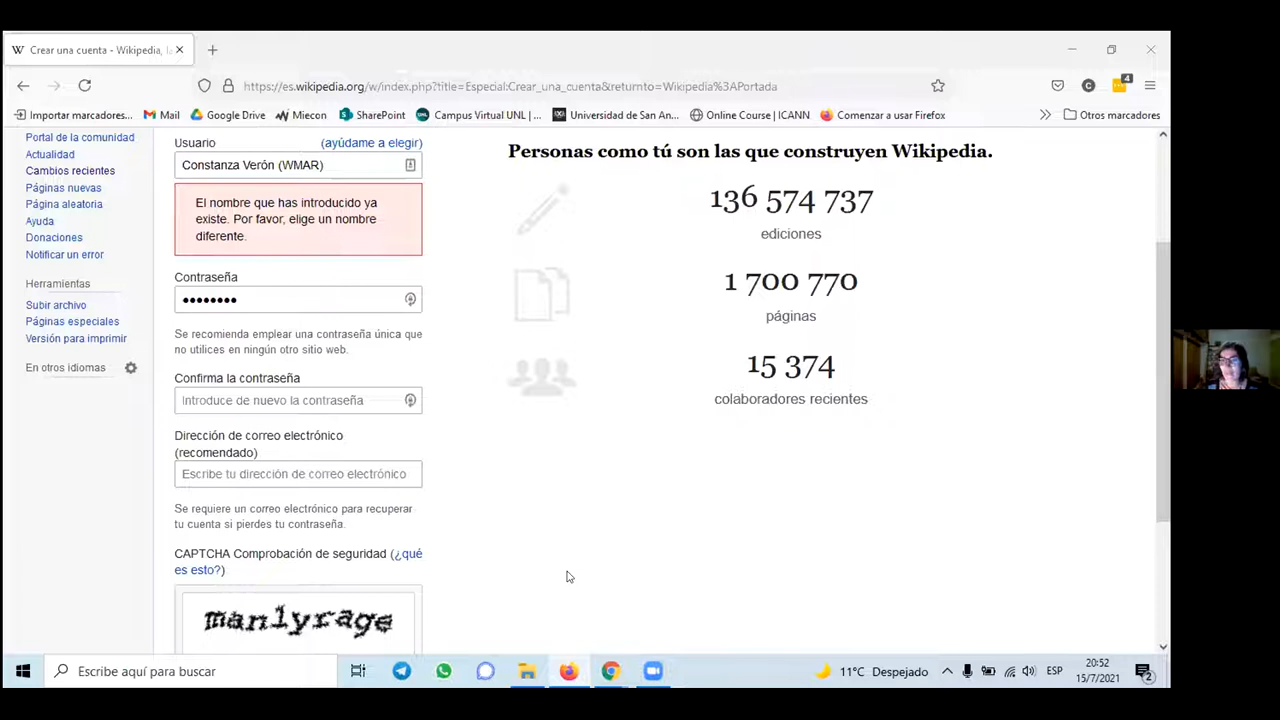 Crear una cuenta - Wikipedia, la
https://es.wikipedia.org/w/index.php?title=Especial:Crear_una_cuenta&returnto=Wikipedia%3APortada
4
Importar marcadores...
Mail
Google Drive
Miecon
SharePoint
Campus Virtual UNL | ...
Universidad de San An...
Online Course | ICANN
Comenzar a usar Firefox
Otros marcadores
Portal de la comunidad
Actualidad
Cambios recientes
Páginas nuevas
Página aleatoria
Ayuda
Donaciones
Notificar un error
Herramientas
Subir archivo
Páginas especiales
Versión para imprimir
En otros idiomas
Usuario
(ayúdame a elegir)
Constanza Verón (WMAR)
El nombre que has introducido ya
existe. Por favor, elige un nombre
diferente.
Contraseña
Se recomienda emplear una contraseña única que
no utilices en ningún otro sitio web.
Confirma la contraseña
Introduce de nuevo la contraseña
Dirección de correo electrónico
(recomendado)
Escribe tu dirección de correo electrónico
Se requiere un correo electrónico para recuperar
tu cuenta si pierdes tu contraseña.
CAPTCHA Comprobación de seguridad (¿qué
es esto?)
manlyrage
Personas como tú son las que construyen Wikipedia.
136 574 737
ediciones
1 700 770
páginas
15 374
colaboradores recientes
Escribe aquí para buscar
11°C Despejado
ESP
20:52
15/7/2021
2